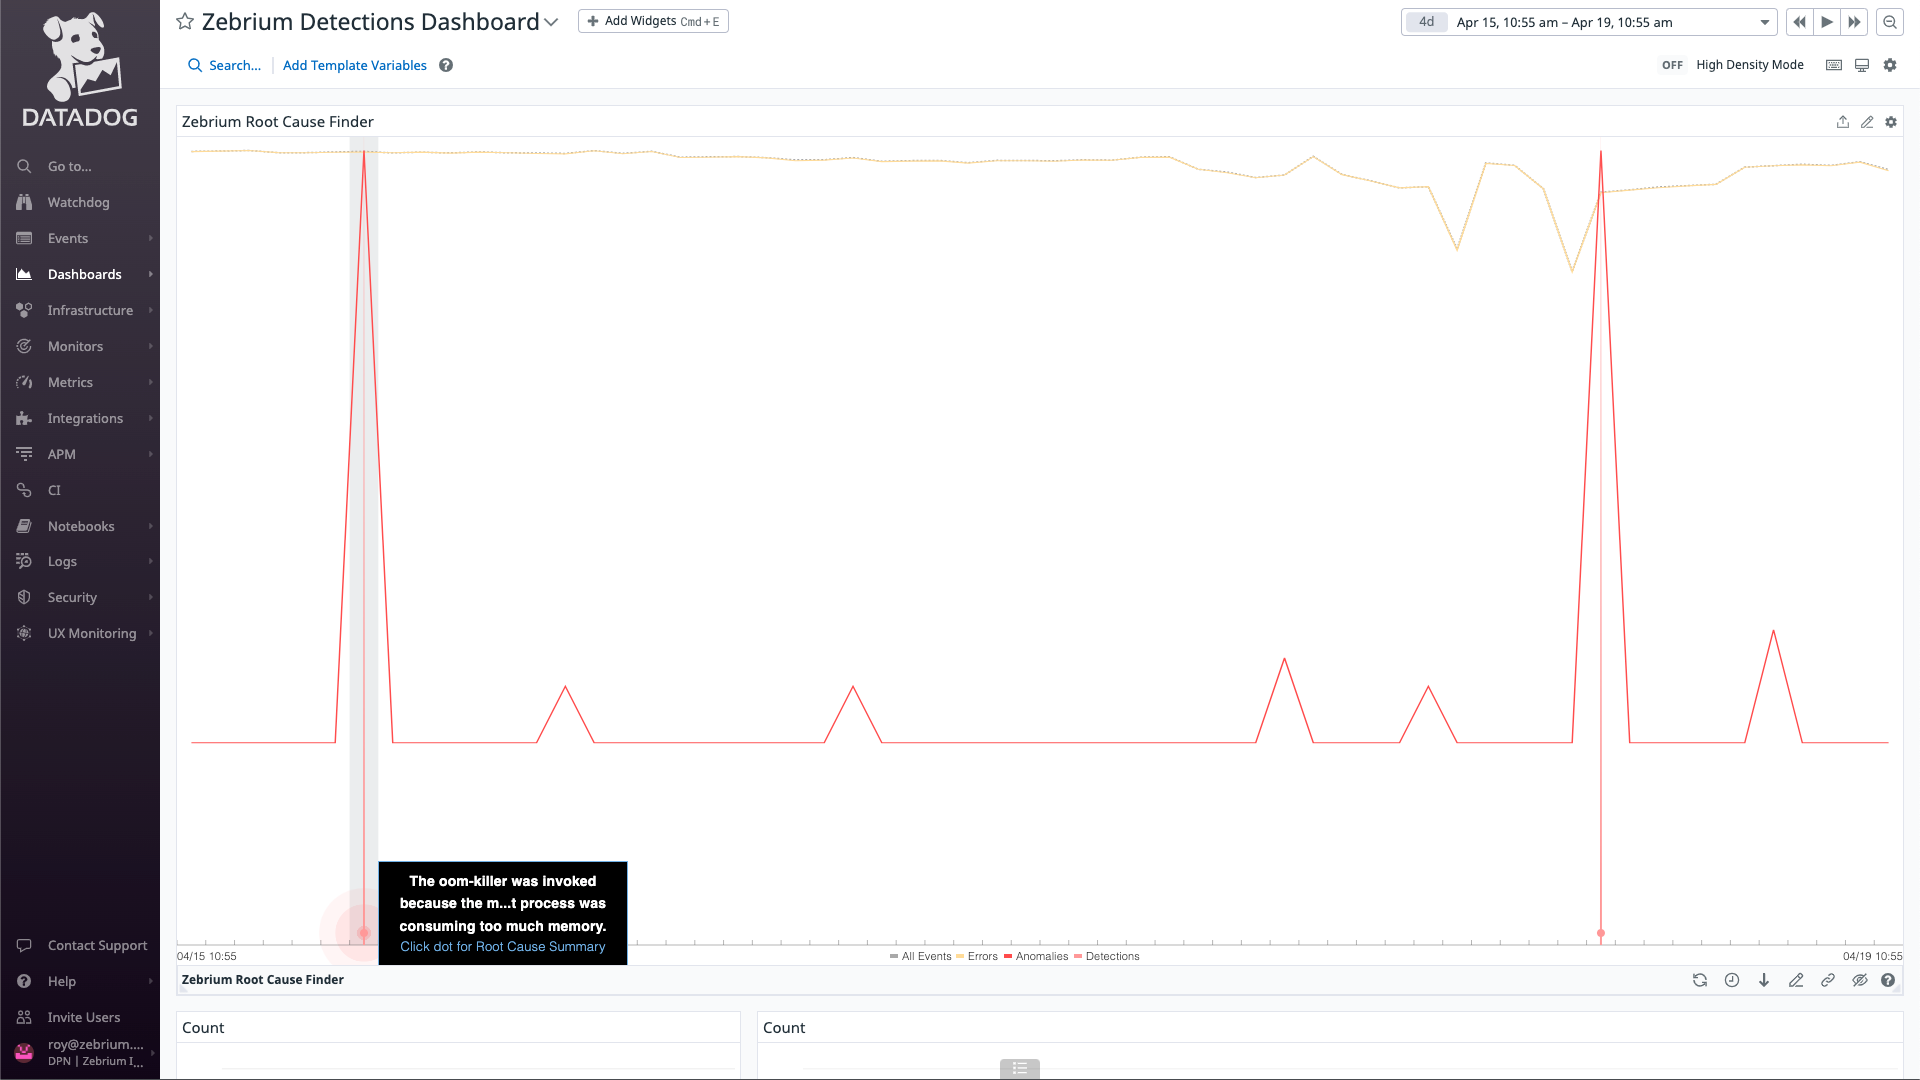 DATADOG
Go to...
Watchdog
Events
Dashboards
Infrastructure
Monitors
Metrics
Integrations
APM
CI
Notebooks
Logs
Security
UX Monitoring
Contact Support
Help
Invite Users
roy@zebrium....
DPN | Zebrium I...
Zebrium Detections Dashboard
Add Widgets Cmd+E
4d Apr 15, 10:55 am – Apr 19, 10:55 am
Search...
Add Template Variables
OFF High Density Mode
Zebrium Root Cause Finder
The oom-killer was invoked
because the m...t process was
consuming too much memory.
Click dot for Root Cause Summary
04/15 10:55
All Events Errors Anomalies Detections
04/19 10:55
Zebrium Root Cause Finder
Count
Count